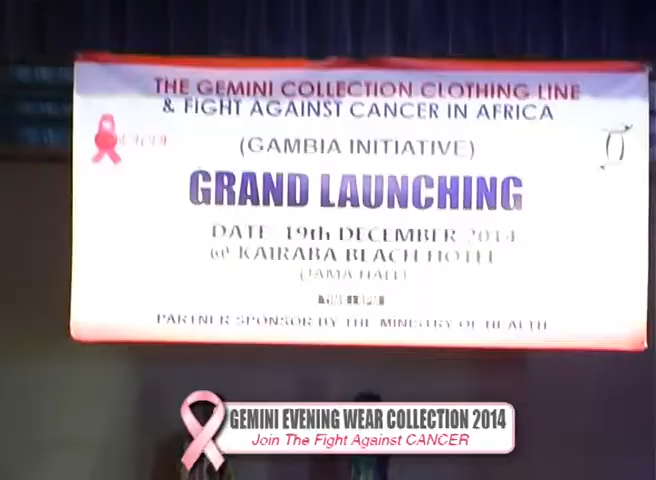 THE GEMINI COLLECTION CLOTHING LINE
& FIGHT AGAINST CANCER IN AFRICA
(GAMBIA INITIATIVE)
GRAND LAUNCHING
DATE 19th DECEMBER 2014
@ KAIRABA BEACH HOTEL
(JAMA HALL)
PARTNER SPONSOR BY THE MINISTRY OF HEALTH
GEMINI EVENING WEAR COLLECTION 2014
Join The Fight Against CANCER